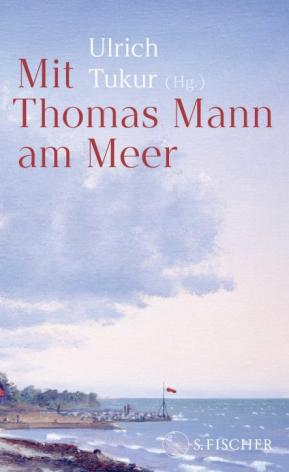 Ulrich
Tukur (Hg.)
Mit
Thomas Mann
am Meer
S. FISCHER